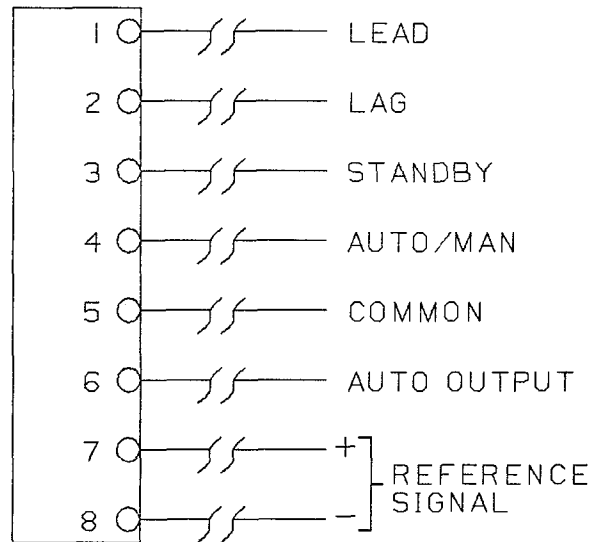 1 LEAD
2 LAG
3 STANDBY
4 AUTO/MAN
5 COMMON
6 AUTO OUTPUT
7 +
REFERENCE
SIGNAL
8 -